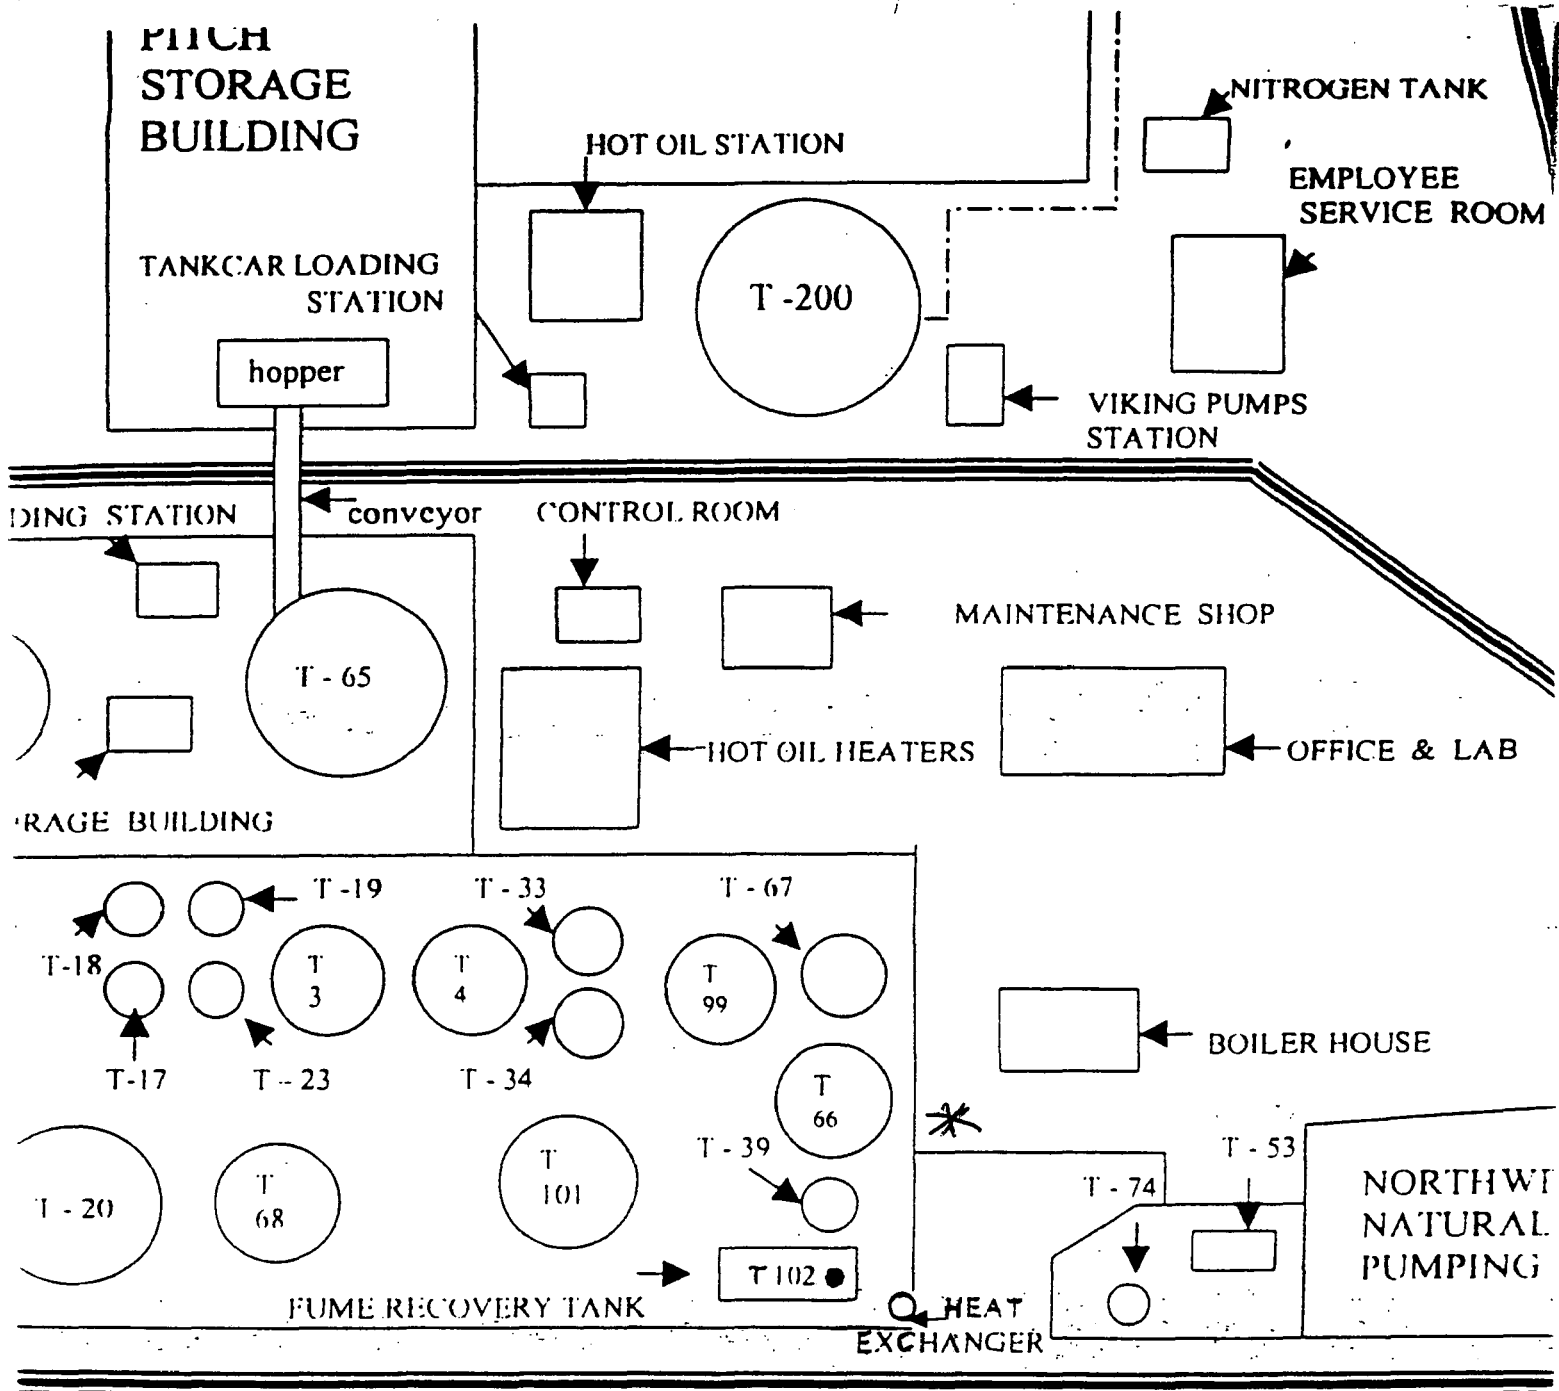 PITCH
STORAGE
BUILDING
NITROGEN TANK
HOT OIL STATION
EMPLOYEE
SERVICE ROOM
TANKCAR LOADING
STATION
T -200
hopper
VIKING PUMPS
STATION
DING STATION
conveyor
CONTROL ROOM
MAINTENANCE SHOP
T - 65
HOT OIL HEATERS
OFFICE & LAB
RAGE BUILDING
T -19
T - 33
T - 67
T-18
T
3
T
4
T
99
BOILER HOUSE
T-17
T - 23
T - 34
T
66
T - 39
T - 53
T - 20
T
68
T
101
T - 74
NORTHWE
NATURAL
PUMPING
T 102
FUME RECOVERY TANK
HEAT
EXCHANGER